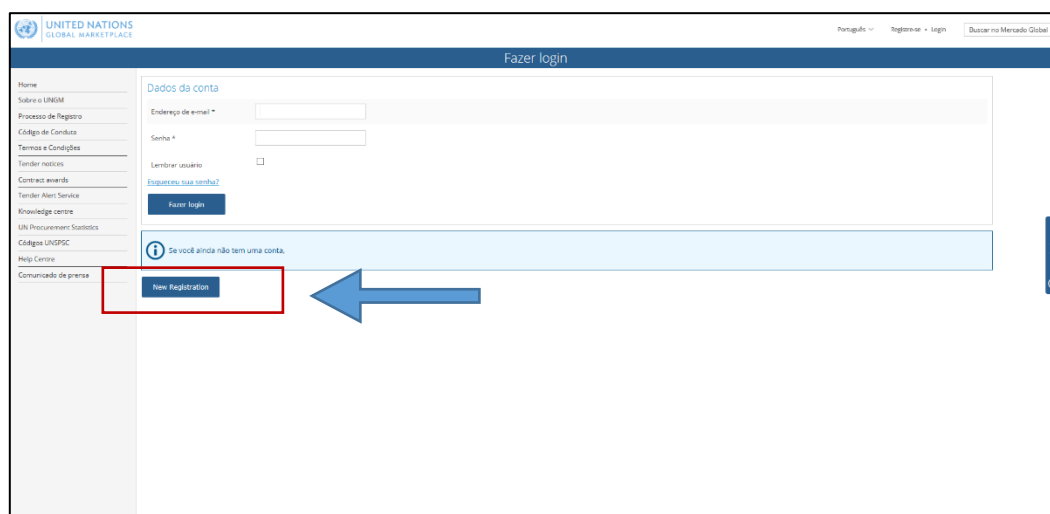 UNITED NATIONS
GLOBAL MARKETPLACE
Português
Registre-se • Login
Buscar no Mercado Global
Fazer login
Home
Sobre o UNGM
Processo de Registro
Código de Conduta
Termos e Condições
Tender notices
Contract awards
Tender Alert Service
Knowledge centre
UN Procurement Statistics
Códigos UNSPSC
Help Centre
Comunicado de prensa
Dados da conta
Endereço de e-mail *
Senha *
Lembrar usuário
Esqueceu sua senha?
Fazer login
Se você ainda não tem uma conta,
New Registration